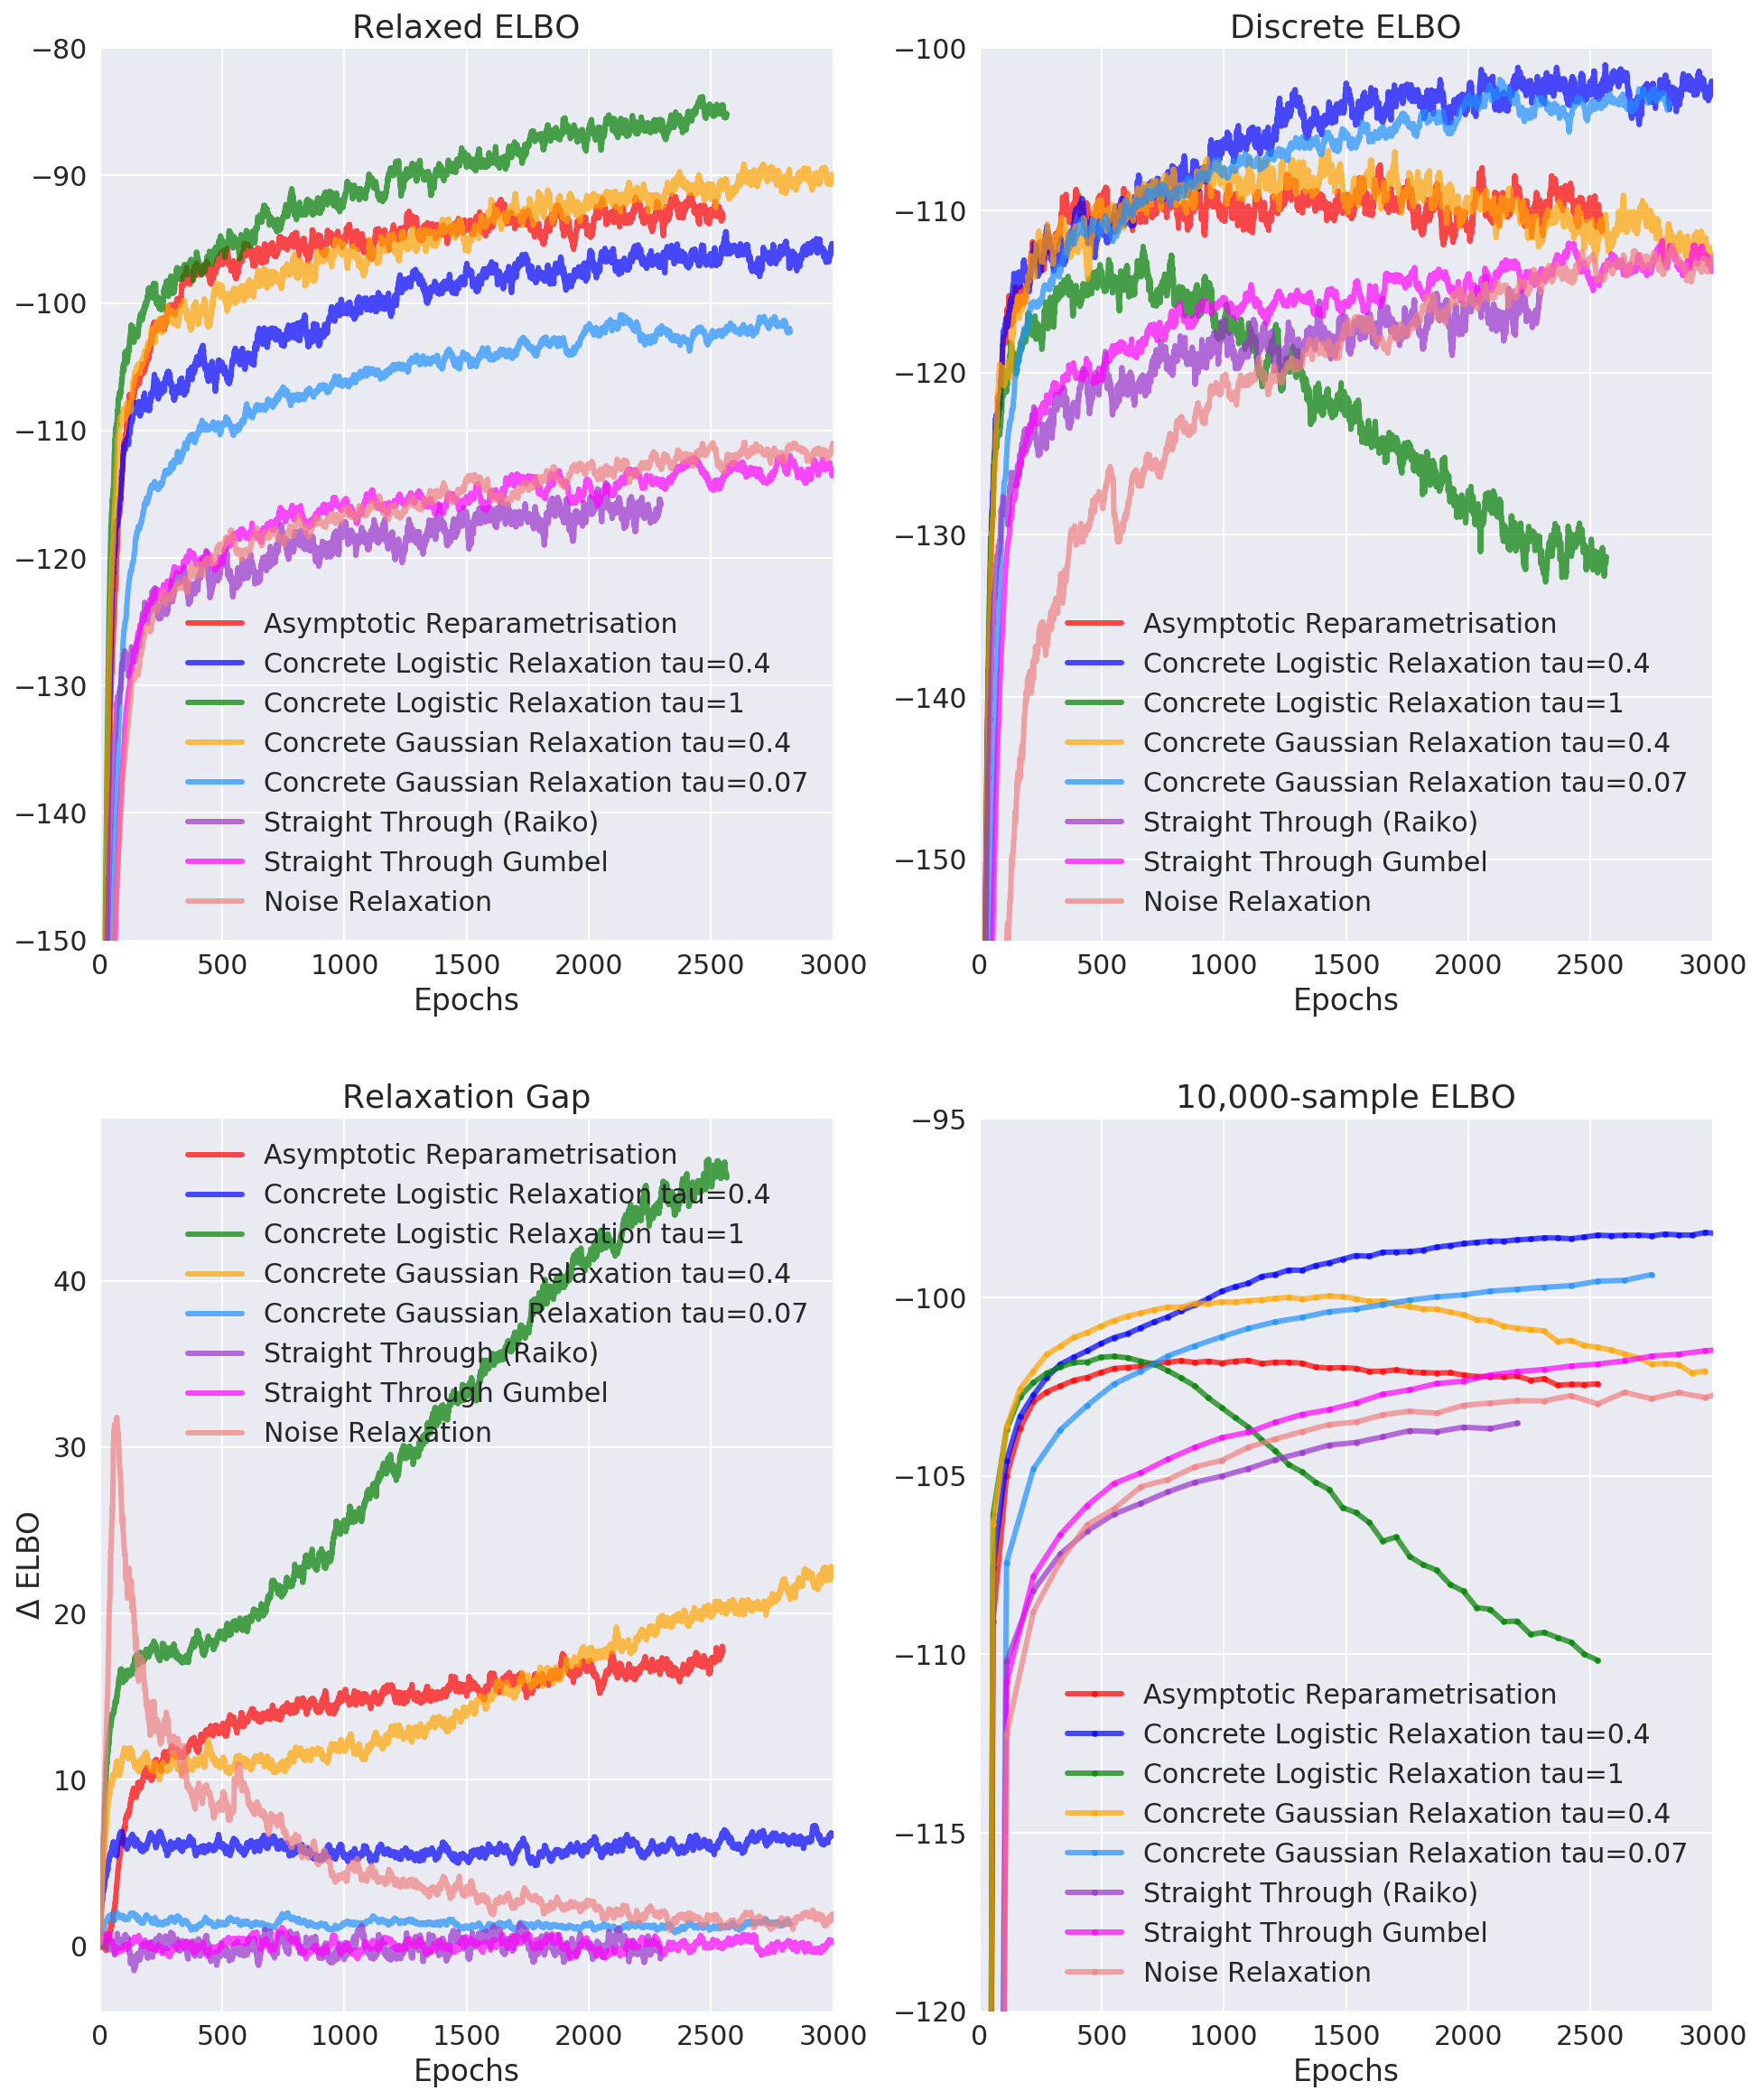 Relaxed ELBO
−80
−90
−100
−110
−120
−130
−140
−150
Asymptotic Reparametrisation
Concrete Logistic Relaxation tau=0.4
Concrete Logistic Relaxation tau=1
Concrete Gaussian Relaxation tau=0.4
Concrete Gaussian Relaxation tau=0.07
Straight Through (Raiko)
Straight Through Gumbel
Noise Relaxation
0 500 1000 1500 2000 2500 3000
Epochs
Discrete ELBO
−100
−110
−120
−130
−140
−150
Asymptotic Reparametrisation
Concrete Logistic Relaxation tau=0.4
Concrete Logistic Relaxation tau=1
Concrete Gaussian Relaxation tau=0.4
Concrete Gaussian Relaxation tau=0.07
Straight Through (Raiko)
Straight Through Gumbel
Noise Relaxation
0 500 1000 1500 2000 2500 3000
Epochs
Relaxation Gap
Δ ELBO
40
30
20
10
0
Asymptotic Reparametrisation
Concrete Logistic Relaxation tau=0.4
Concrete Logistic Relaxation tau=1
Concrete Gaussian Relaxation tau=0.4
Concrete Gaussian Relaxation tau=0.07
Straight Through (Raiko)
Straight Through Gumbel
Noise Relaxation
0 500 1000 1500 2000 2500 3000
Epochs
10,000-sample ELBO
−95
−100
−105
−110
−115
−120
Asymptotic Reparametrisation
Concrete Logistic Relaxation tau=0.4
Concrete Logistic Relaxation tau=1
Concrete Gaussian Relaxation tau=0.4
Concrete Gaussian Relaxation tau=0.07
Straight Through (Raiko)
Straight Through Gumbel
Noise Relaxation
0 500 1000 1500 2000 2500 3000
Epochs